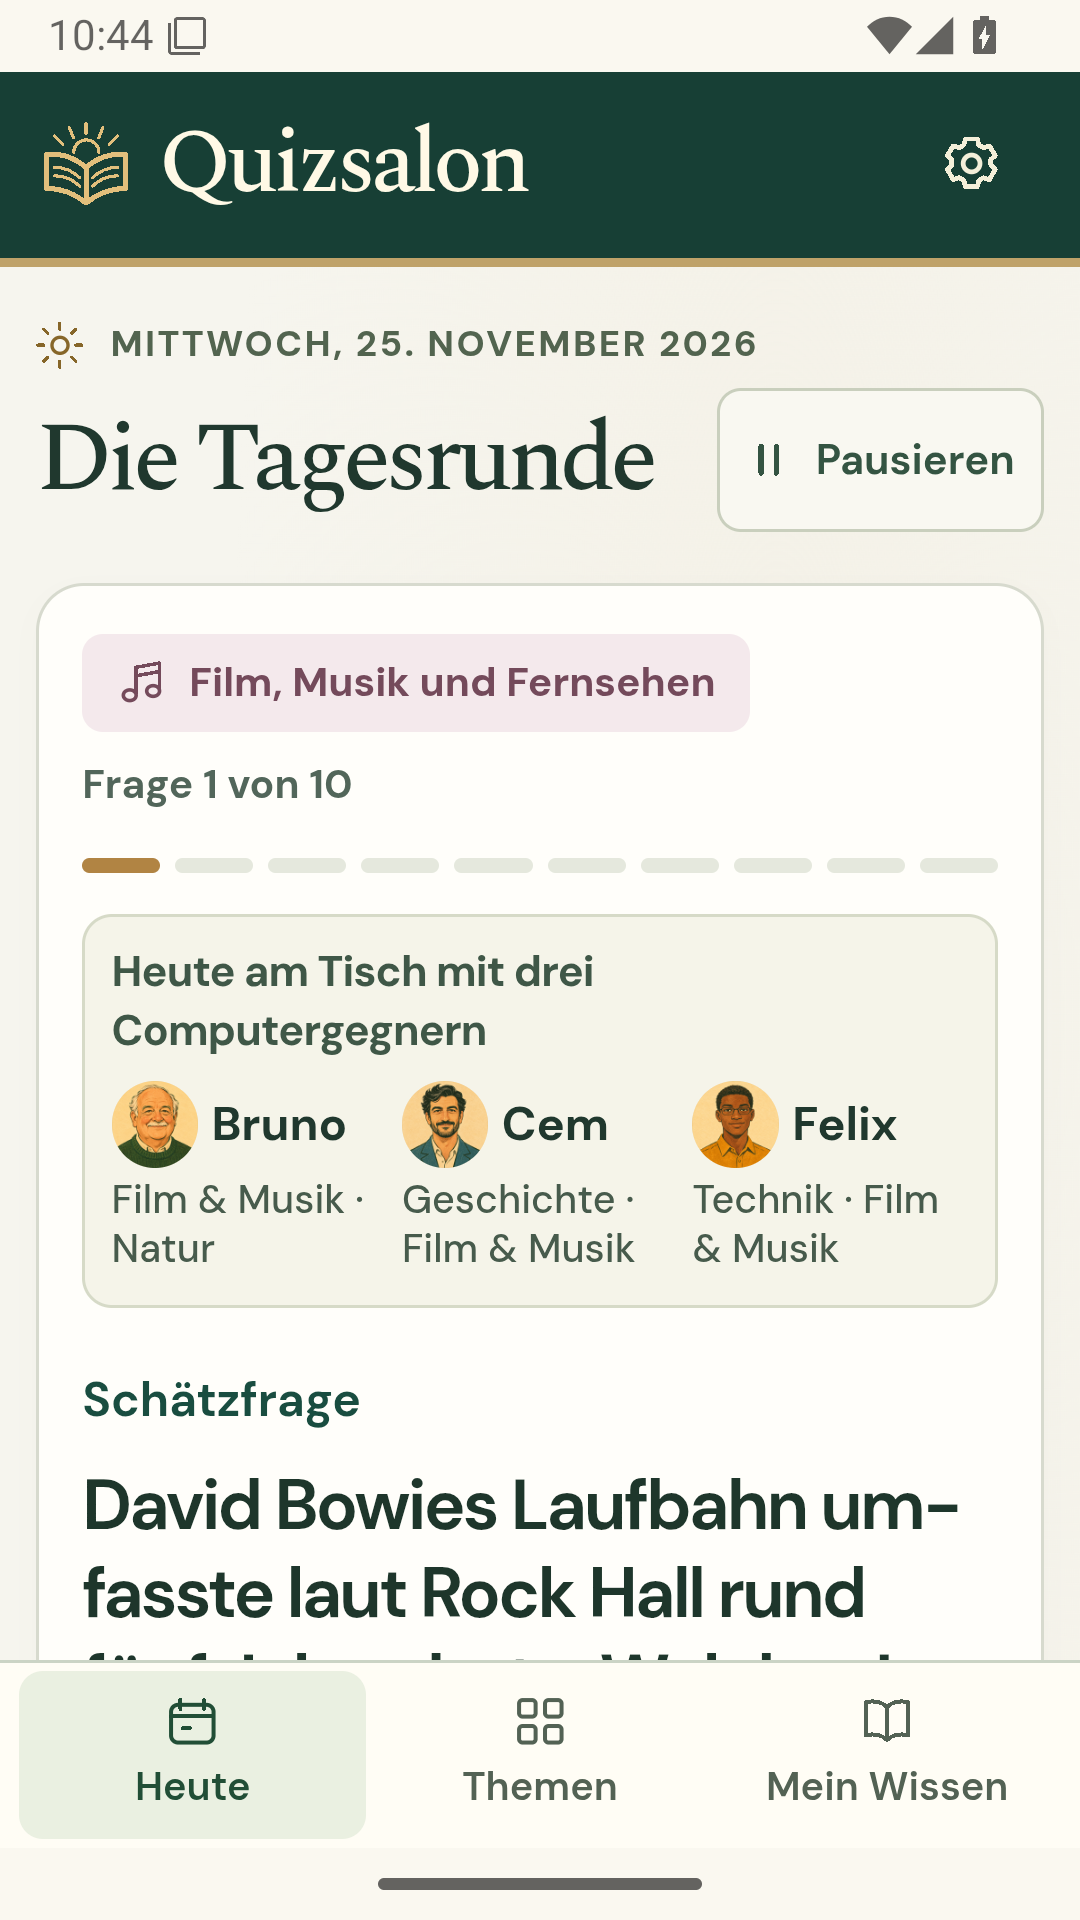 10:44
Quizsalon
MITTWOCH, 25. NOVEMBER 2026
Die Tagesrunde
Pausieren
Film, Musik und Fernsehen
Frage 1 von 10
Heute am Tisch mit drei
Computergegnern
Bruno
Film & Musik ·
Natur
Cem
Geschichte ·
Film & Musik
Felix
Technik · Film
& Musik
Schätzfrage
David Bowies Laufbahn um-
fasste laut Rock Hall rund
Heute
Themen
Mein Wissen